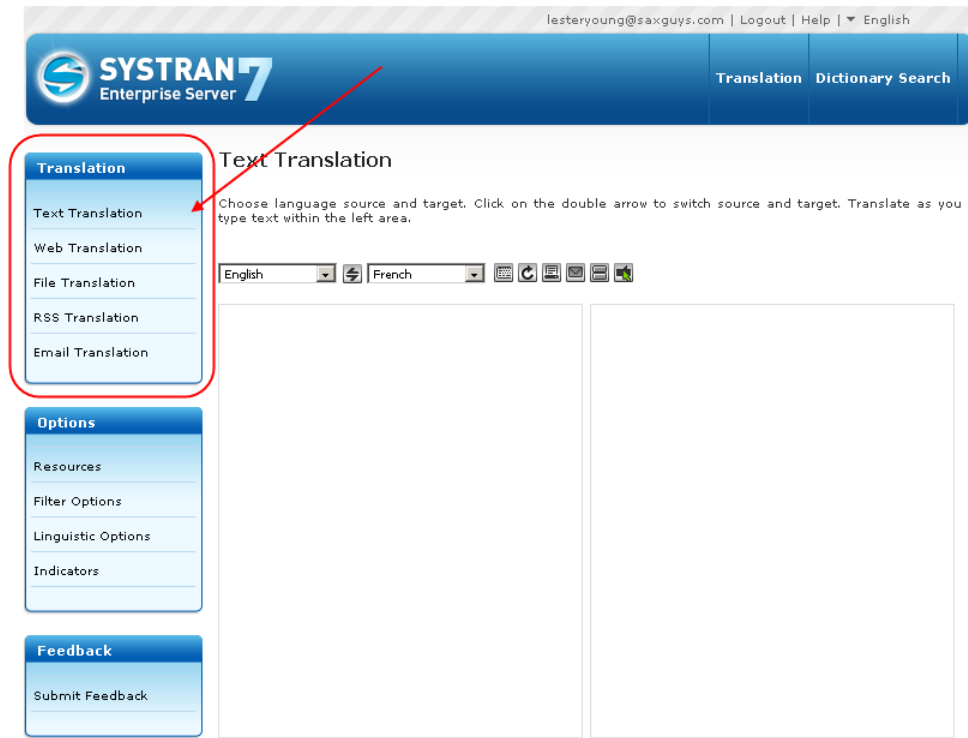 lesteryoung@saxguys.com | Logout | Help | ▼ English
SYSTRAN 7
Enterprise Server
Translation Dictionary Search
Translation
Text Translation
Web Translation
File Translation
RSS Translation
Email Translation
Options
Resources
Filter Options
Linguistic Options
Indicators
Feedback
Submit Feedback
Text Translation
Choose language source and target. Click on the double arrow to switch source and target. Translate as you
type text within the left area.
English French